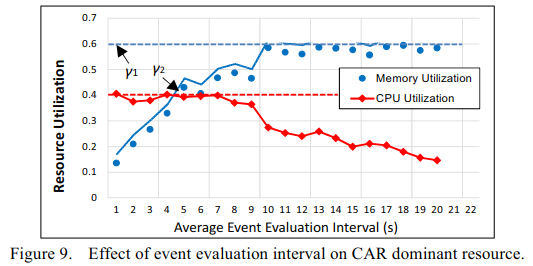 0.7
0.6
0.5
0.4
0.3
0.2
0.1
0
Resource Utilization
γ1
γ2
Memory Utilization
CPU Utilization
1 2 3 4 5 6 7 8 9 10 11 12 13 14 15 16 17 18 19 20 21 22
Average Event Evaluation Interval (s)
Figure 9. Effect of event evaluation interval on CAR dominant resource.